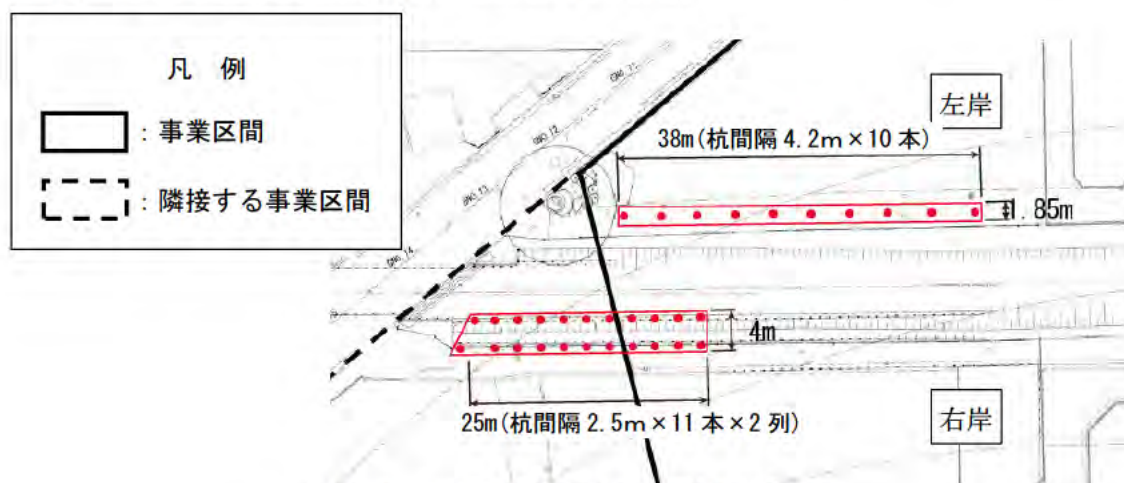 凡 例
：事業区間
：隣接する事業区間
左岸
38m(杭間隔 4.2m×10 本)
1.85m
4m
25m(杭間隔 2.5m×11 本×2 列)
右岸